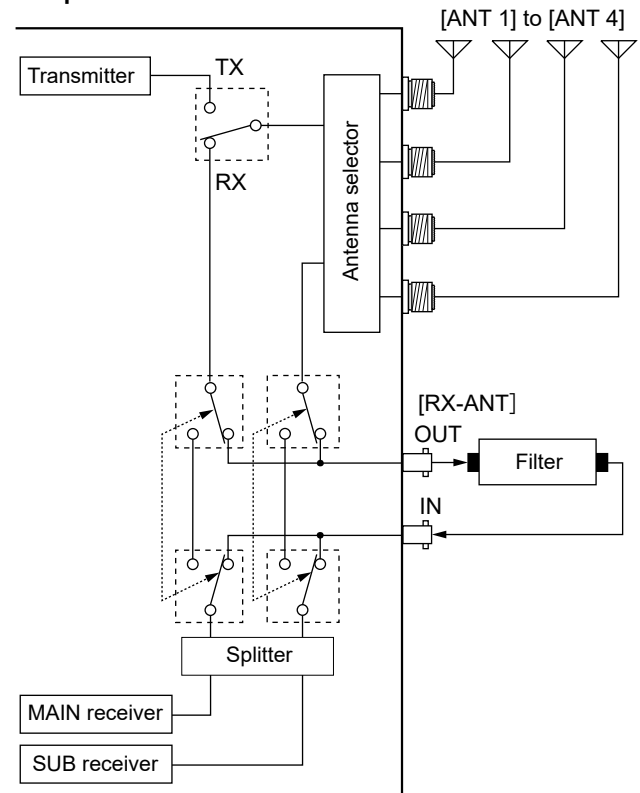 [ANT 1] to [ANT 4]
Transmitter
TX
RX
Antenna selector
[RX-ANT]
OUT
Filter
IN
Splitter
MAIN receiver
SUB receiver